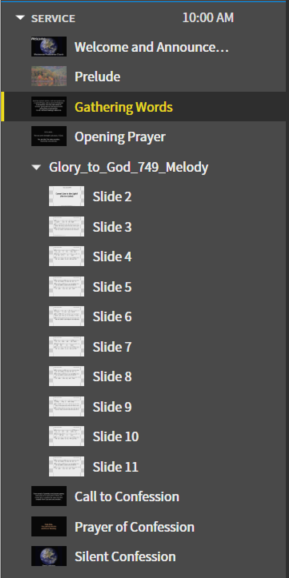 SERVICE 10:00 AM
Welcome and Announce...
Prelude
Gathering Words
Opening Prayer
Glory_to_God_749_Melody
Slide 2
Slide 3
Slide 4
Slide 5
Slide 6
Slide 7
Slide 8
Slide 9
Slide 10
Slide 11
Call to Confession
Prayer of Confession
Silent Confession